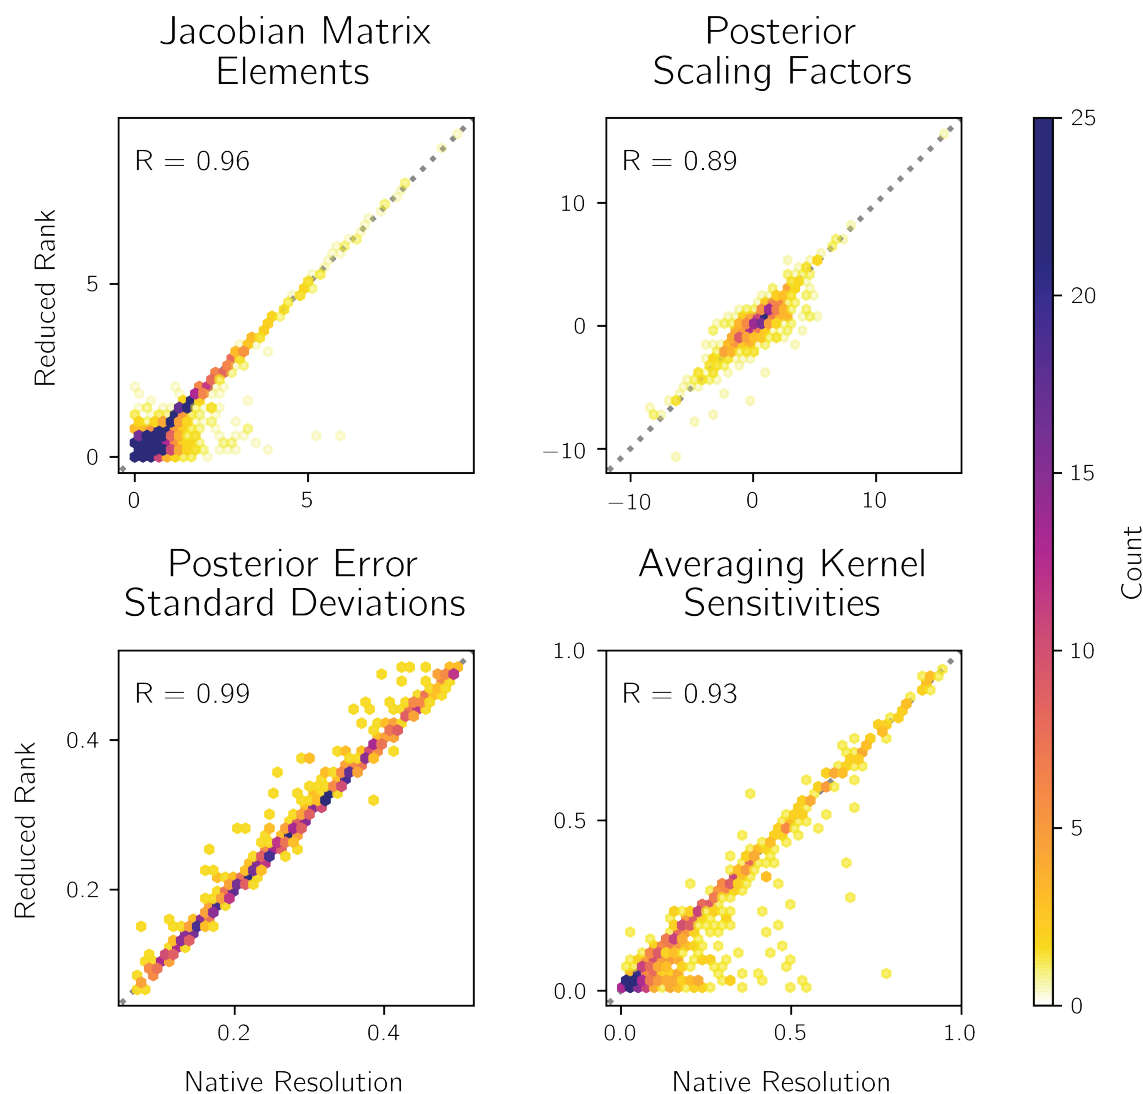 Jacobian Matrix
Elements
Posterior
Scaling Factors
R = 0.96
R = 0.89
Reduced Rank
5
0
0
5
10
0
−10
−10
0
10
25
20
15
10
5
0
Count
Posterior Error
Standard Deviations
Averaging Kernel
Sensitivities
R = 0.99
R = 0.93
Reduced Rank
0.4
0.2
0.2
0.4
1.0
0.5
0.0
0.0
0.5
1.0
Native Resolution
Native Resolution